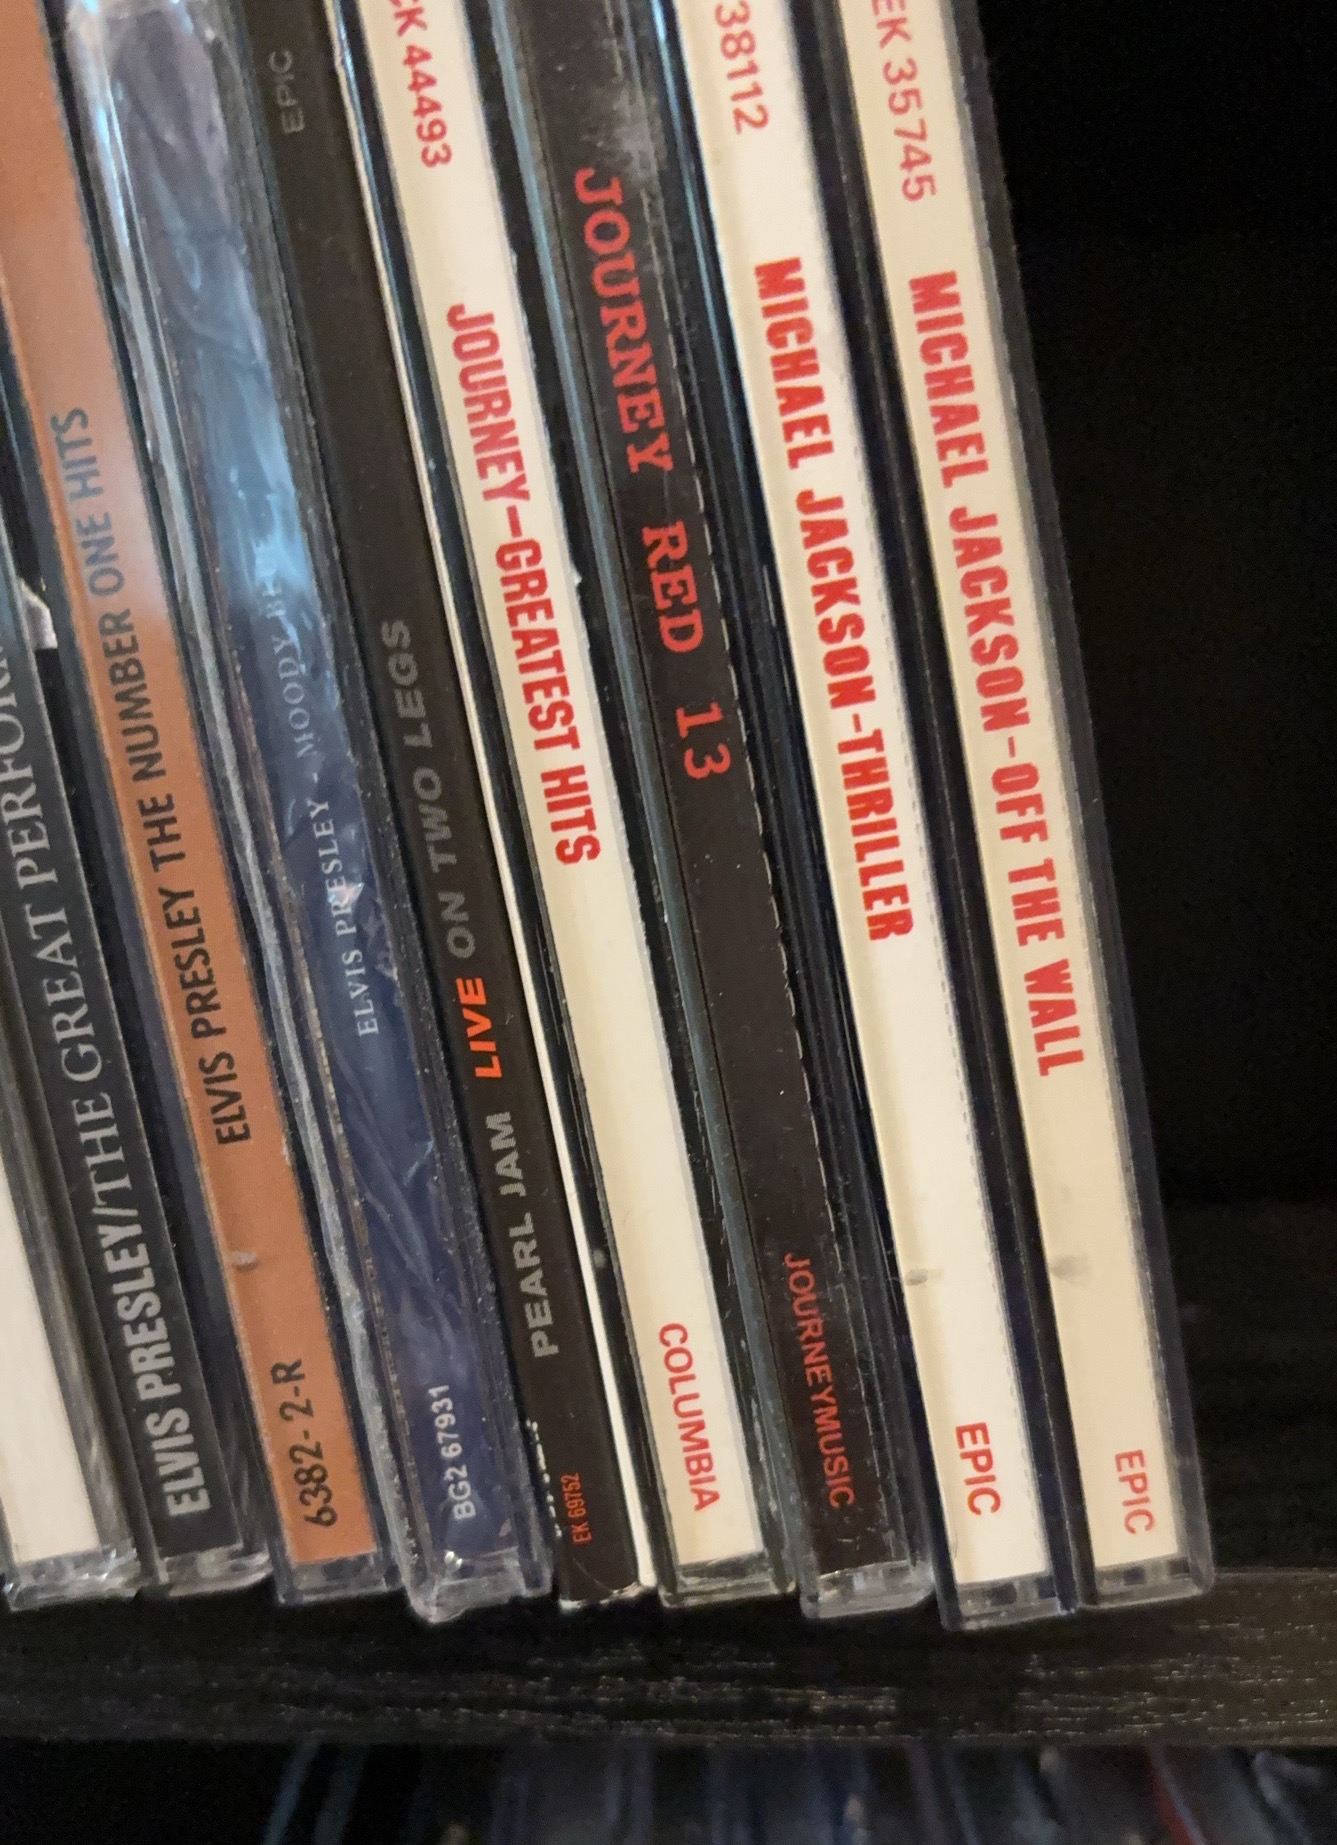 ELVIS PRESLEY/THE GREAT
ELVIS PRESLEY THE NUMBER ONE HITS
6382-2-R
ELVIS PRESLEY · MOODY
BG2 67931
EPIC
PEARL JAM LIVE ON TWO LEGS
EK 69752
CK 44493
JOURNEY-GREATEST HITS
COLUMBIA
JOURNEY RED 13
JOURNEYMUSIC
38112
MICHAEL JACKSON-THRILLER
EPIC
EK 35745
MICHAEL JACKSON-OFF THE WALL
EPIC